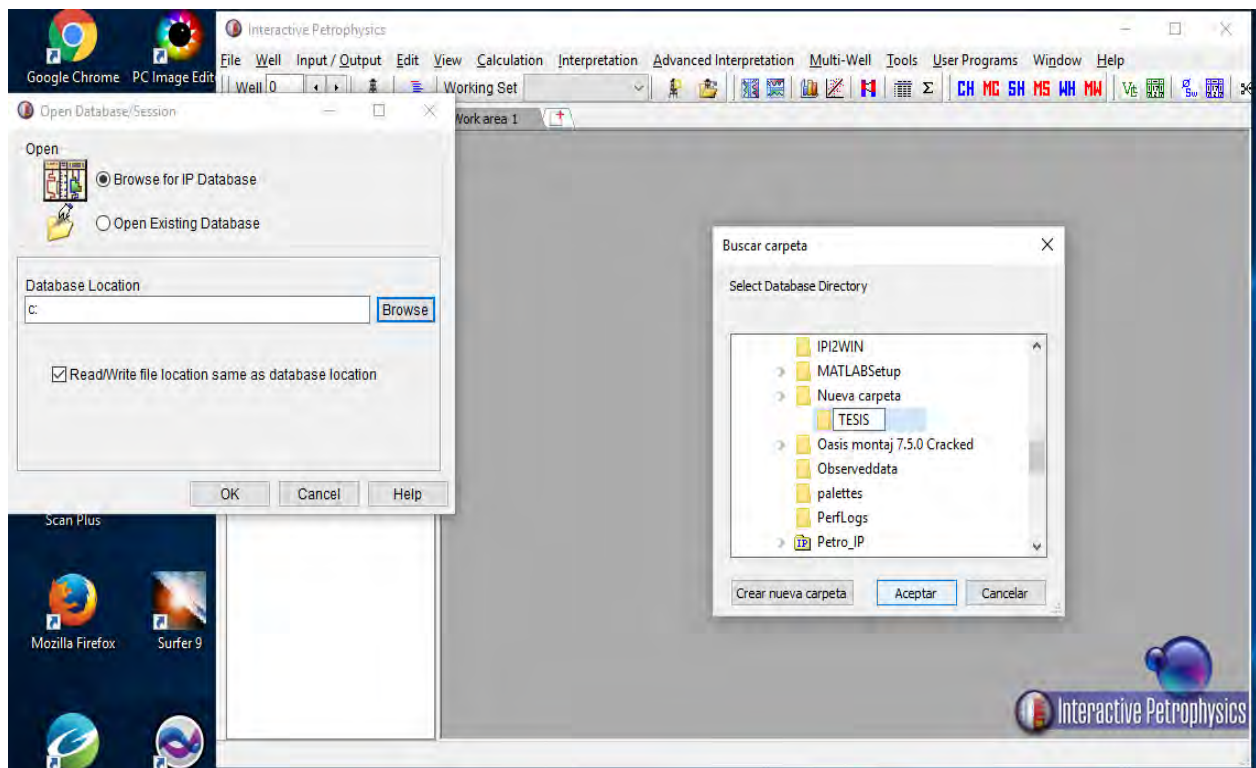 Google Chrome
PC Image Edit
Interactive Petrophysics
File Well Input / Output Edit View Calculation Interpretation Advanced Interpretation Multi-Well Tools User Programs Window Help
Well 0 Working Set CH MC SH MS WH MW
Work area 1
Open Database/Session
Open
Browse for IP Database
Open Existing Database
Database Location
c:
Browse
Read/Write file location same as database location
OK Cancel Help
Buscar carpeta
Select Database Directory
IPI2WIN
MATLABSetup
Nueva carpeta
TESIS
Oasis montaj 7.5.0 Cracked
Observeddata
palettes
PerfLogs
IP Petro_IP
Crear nueva carpeta Aceptar Cancelar
Scan Plus
Mozilla Firefox
Surfer 9
Interactive Petrophysics